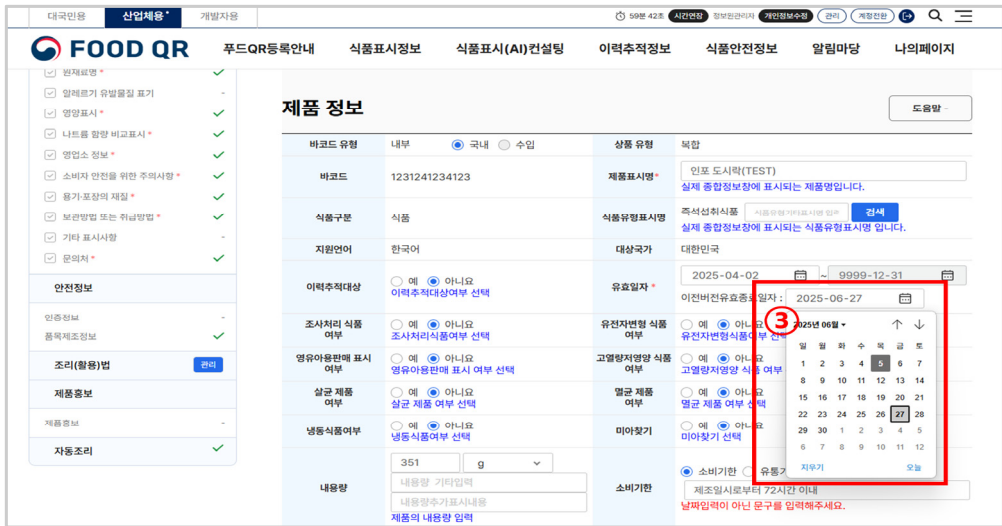 대국민용 산업체용 개발자용 59분 42초 시간연장 정보원관리자 개인정보수정 관리 계정전환
FOOD QR 푸드QR등록안내 식품표시정보 식품표시(AI)컨설팅 이력추적정보 식품안전정보 알림마당 나의페이지
원재료명 *
알레르기 유발물질 표기 -
영양표시 *
나트륨 함량 비교표시 *
영업소 정보 *
소비자 안전을 위한 주의사항 *
용기·포장의 재질 *
보관방법 또는 취급방법 *
기타 표시사항 -
문의처 *
안전정보
인증정보 -
품목제조정보
조리(활용)법 관리
제품홍보
제품홍보 -
자동조리
제품 정보 도움말
바코드 유형 내부 국내 수입 상품 유형 복합
바코드 1231241234123 제품표시명* 인포 도시락(TEST)
실제 종합정보창에 표시되는 제품명입니다.
식품구분 식품 식품유형표시명 즉석섭취식품 검색
실제 종합정보창에 표시되는 식품유형표시명 입니다.
지원언어 한국어 대상국가 대한민국
이력추적대상 예 아니요
이력추적대상여부 선택
유효일자 * 2025-04-02 ~ 9999-12-31
이전버전유효종료일자 : 2025-06-27
조사처리 식품 여부 예 아니요
조사처리식품여부 선택
유전자변형 식품 여부 예 아니요
유전자변형식품여부 선택
영유아용판매 표시 여부 예 아니요
영유아용판매 표시 여부 선택
고열량저영양 식품 여부 예
고열량저영양 식품 여부
살균 제품 여부 예 아니요
살균 제품 여부 선택
멸균 제품 여부 예 아니요
멸균 제품 여부 선택
냉동식품여부 예 아니요
냉동식품여부 선택
미아찾기 예 아니요
미아찾기 선택
내용량 351 g
내용량 기타입력
내용량추가표시내용
제품의 내용량 입력
소비기한 소비기한
제조일시로부터 72시간 이내
날짜입력이 아닌 문구를 입력해주세요.
③
2025년 06월
일 월 화 수 목 금 토
1 2 3 4 5 6 7
8 9 10 11 12 13 14
15 16 17 18 19 20 21
22 23 24 25 26 27 28
29 30 1 2 3 4 5
6 7 8 9 10 11 12
지우기 오늘